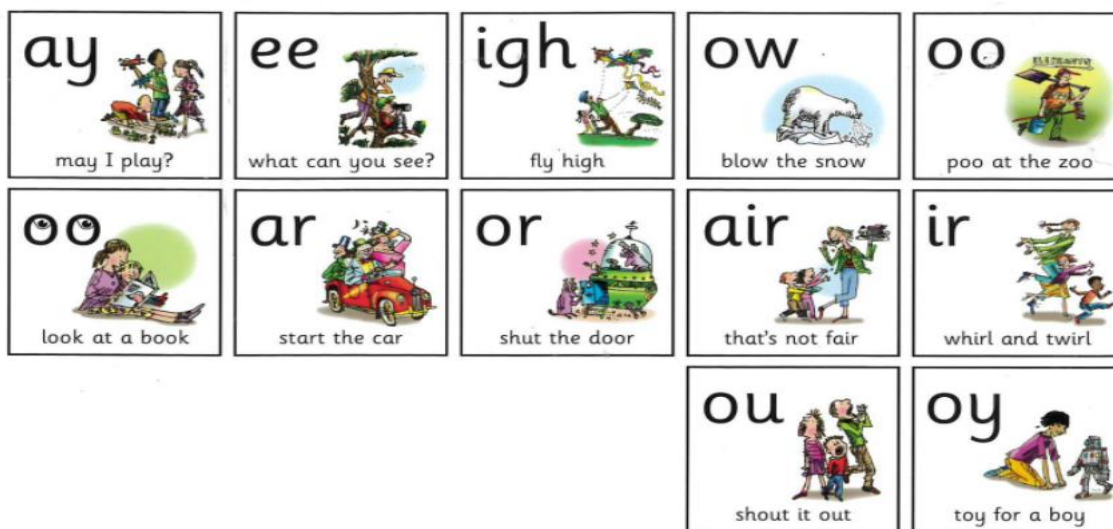 ay
may I play?
ee
what can you see?
igh
fly high
ow
blow the snow
oo
poo at the zoo
oo
look at a book
ar
start the car
or
shut the door
air
that's not fair
ir
whirl and twirl
ou
shout it out
oy
toy for a boy